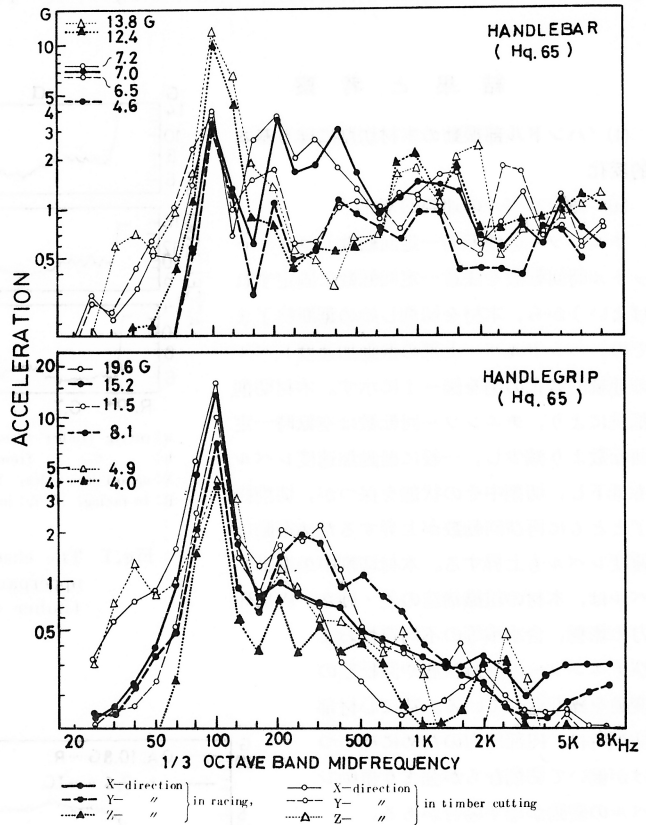 G
10
5
4
3
2
1
05
13.8 G
12.4
7.2
7.0
6.5
4.6
HANDLEBAR
( Hq. 65 )
ACCELERATION
20
10
5
4
3
2
1
0.5
19.6 G
15.2
11.5
8.1
4.9
4.0
HANDLEGRIP
( Hq. 65 )
20 50 100 200 500 1K 2K 5K 8K Hz
1/3 OCTAVE BAND MIDFREQUENCY
X-direction
Y- 〃
Z- 〃
in racing,
X-direction
Y- 〃
Z- 〃
in timber cutting